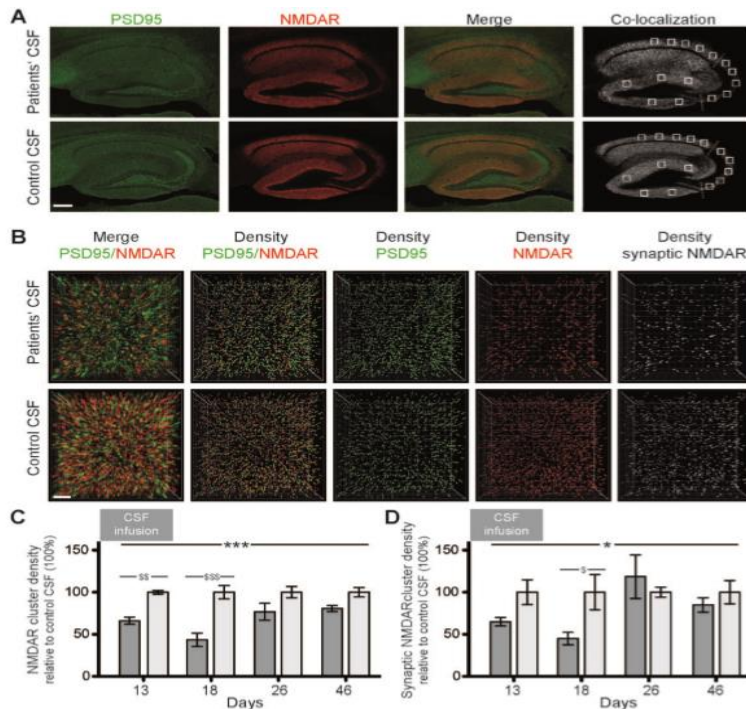 A
PSD95 NMDAR Merge Co-localization
Patients' CSF
Control CSF
B
Merge Density Density Density Density
PSD95/NMDAR PSD95/NMDAR PSD95 NMDAR synaptic NMDAR
Patients' CSF
Control CSF
C
CSF
infusion
***
$$ $$$
NMDAR cluster density
relative to control CSF (100%)
150
100
50
0
13 18 26 46
Days
D
CSF
infusion
*
$
Synaptic NMDARcluster density
relative to control CSF (100%)
150
100
50
0
13 18 26 46
Days